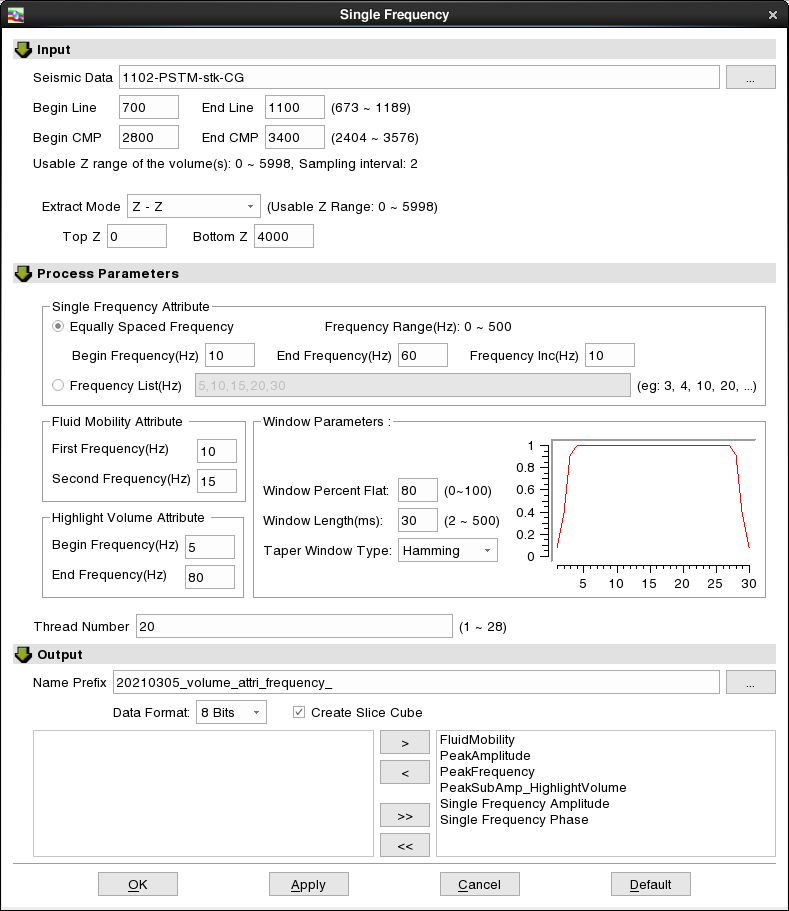 Single Frequency
Input
Seismic Data 1102-PSTM-stk-CG ...
Begin Line 700 End Line 1100 (673 ~ 1189)
Begin CMP 2800 End CMP 3400 (2404 ~ 3576)
Usable Z range of the volume(s): 0 ~ 5998, Sampling interval: 2
Extract Mode Z - Z (Usable Z Range: 0 ~ 5998)
Top Z 0 Bottom Z 4000
Process Parameters
Single Frequency Attribute
Equally Spaced Frequency Frequency Range(Hz): 0 ~ 500
Begin Frequency(Hz) 10 End Frequency(Hz) 60 Frequency Inc(Hz) 10
Frequency List(Hz) 5,10,15,20,30 (eg: 3, 4, 10, 20, ...)
Fluid Mobility Attribute
First Frequency(Hz) 10
Second Frequency(Hz) 15
Highlight Volume Attribute
Begin Frequency(Hz) 5
End Frequency(Hz) 80
Window Parameters :
Window Percent Flat: 80 (0~100)
Window Length(ms): 30 (2 ~ 500)
Taper Window Type: Hamming
1
0.8
0.6
0.4
0.2
0
5 10 15 20 25 30
Thread Number 20 (1 ~ 28)
Output
Name Prefix 20210305_volume_attri_frequency_ ...
Data Format: 8 Bits Create Slice Cube
>
<
>>
<<
FluidMobility
PeakAmplitude
PeakFrequency
PeakSubAmp_HighlightVolume
Single Frequency Amplitude
Single Frequency Phase
OK Apply Cancel Default